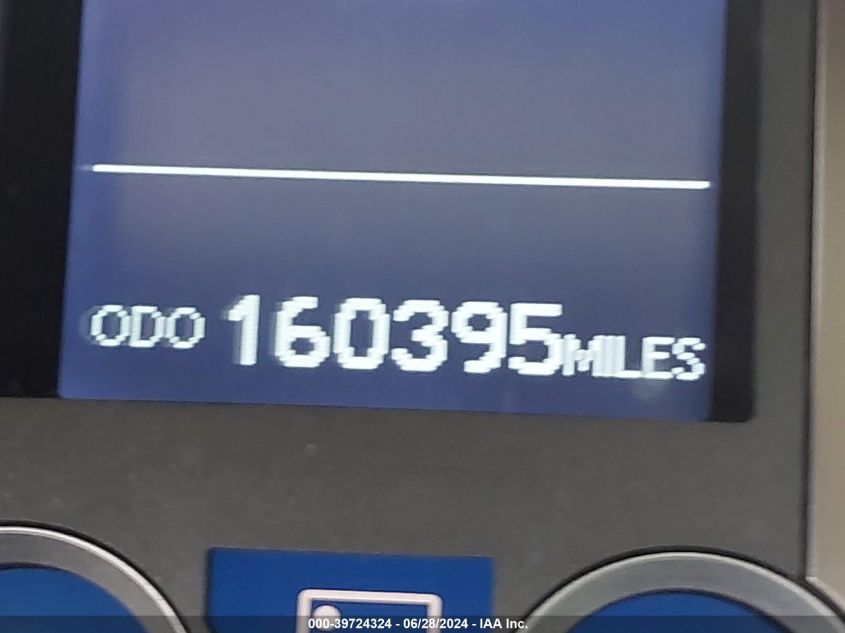 ODO 160395MILES
000-39724324 / 06/28/2024 - IAA Inc.